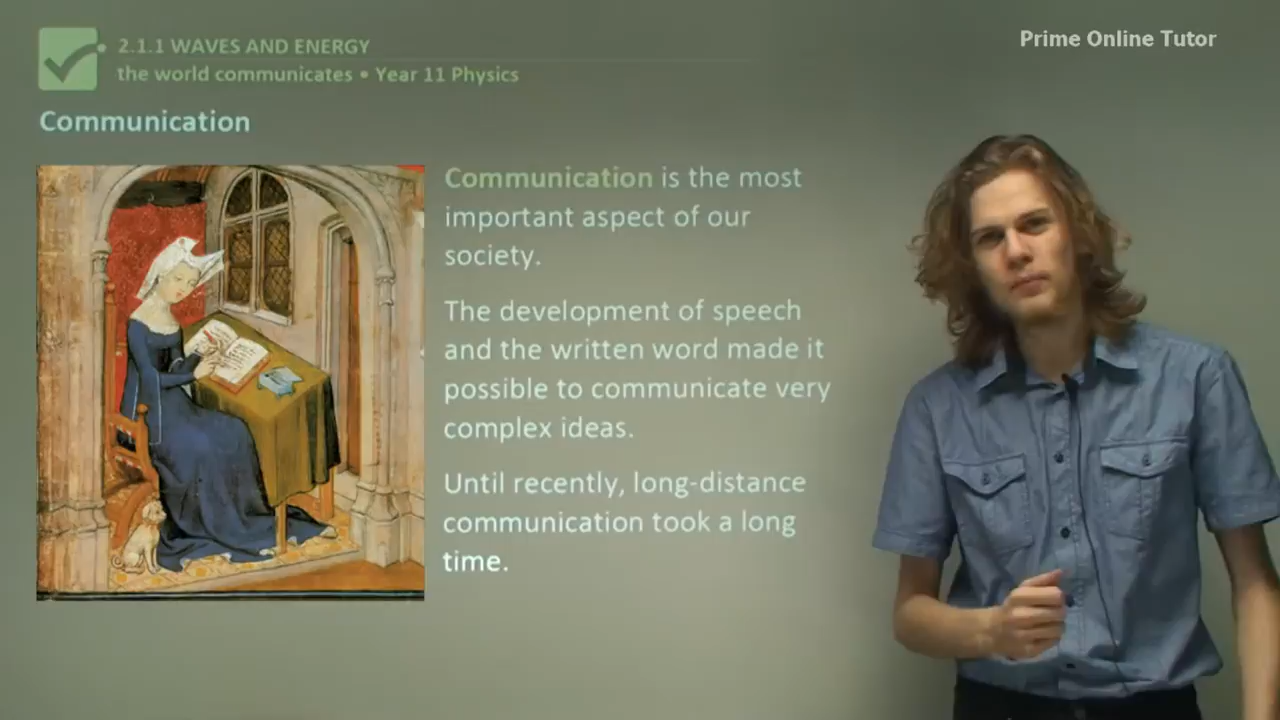 2.1.1 WAVES AND ENERGY
the world communicates • Year 11 Physics
Prime Online Tutor
Communication
Communication is the most
important aspect of our
society.
The development of speech
and the written word made it
possible to communicate very
complex ideas.
Until recently, long-distance
communication took a long
time.